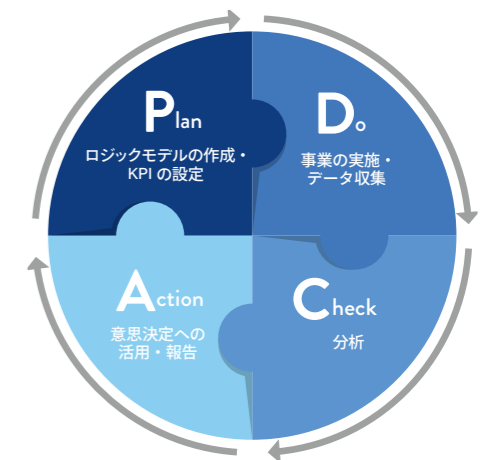 Plan
ロジックモデルの作成・
KPI の設定
Do
事業の実施・
データ収集
Check
分析
Action
意思決定への
活用・報告